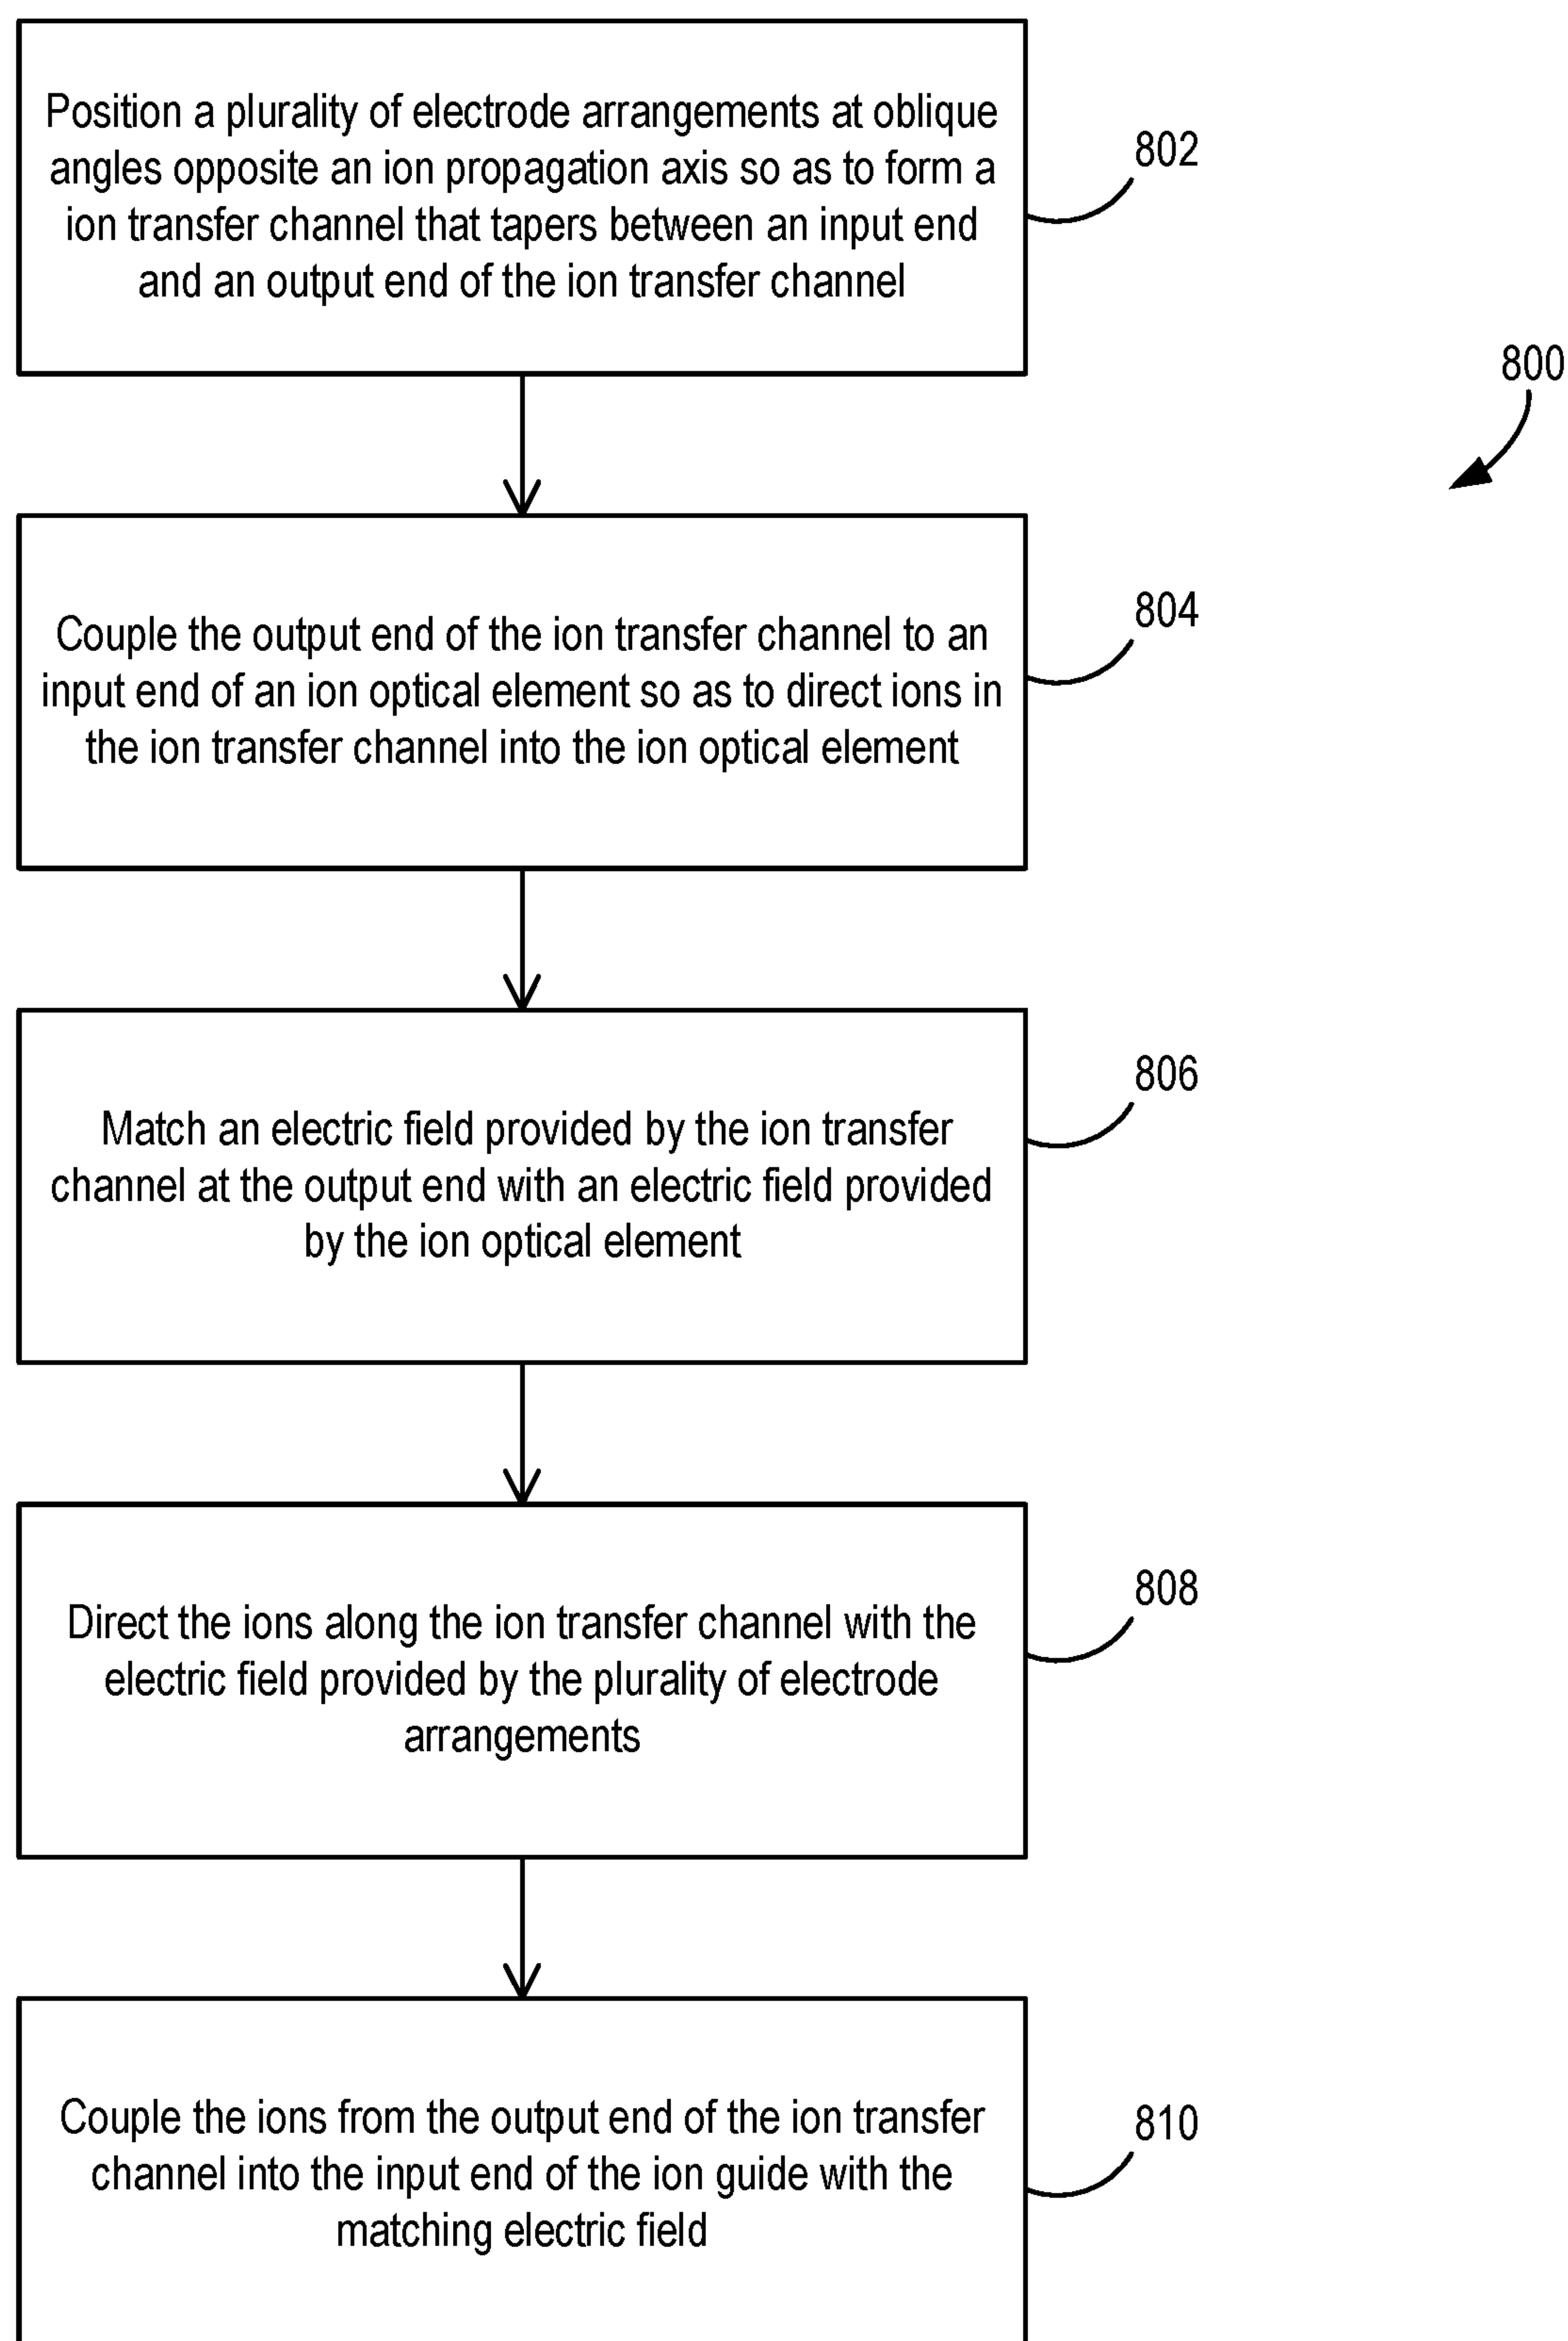 Position a plurality of electrode arrangements at oblique
angles opposite an ion propagation axis so as to form a
ion transfer channel that tapers between an input end
and an output end of the ion transfer channel
802
800
Couple the output end of the ion transfer channel to an
input end of an ion optical element so as to direct ions in
the ion transfer channel into the ion optical element
804
Match an electric field provided by the ion transfer
channel at the output end with an electric field provided
by the ion optical element
806
Direct the ions along the ion transfer channel with the
electric field provided by the plurality of electrode
arrangements
808
Couple the ions from the output end of the ion transfer
channel into the input end of the ion guide with the
matching electric field
810